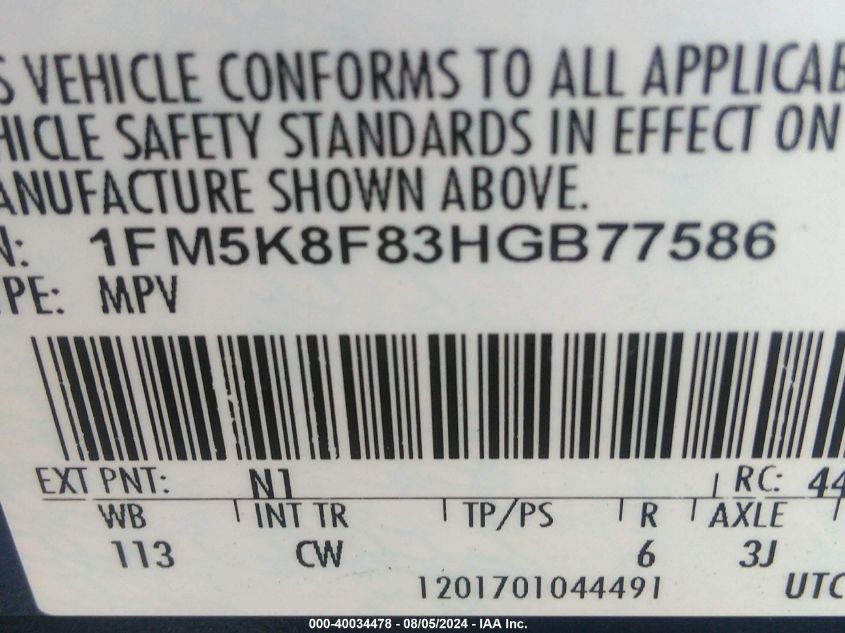 S VEHICLE CONFORMS TO ALL APPLICAB
HICLE SAFETY STANDARDS IN EFFECT ON
ANUFACTURE SHOWN ABOVE.
N: 1FM5K8F83HGB77586
PE: MPV
EXT PNT: N1 RC: 44
WB INT TR TP/PS R AXLE
113 CW 6 3J
1201701044491 UTC
000-40034478 - 08/05/2024 - IAA Inc.